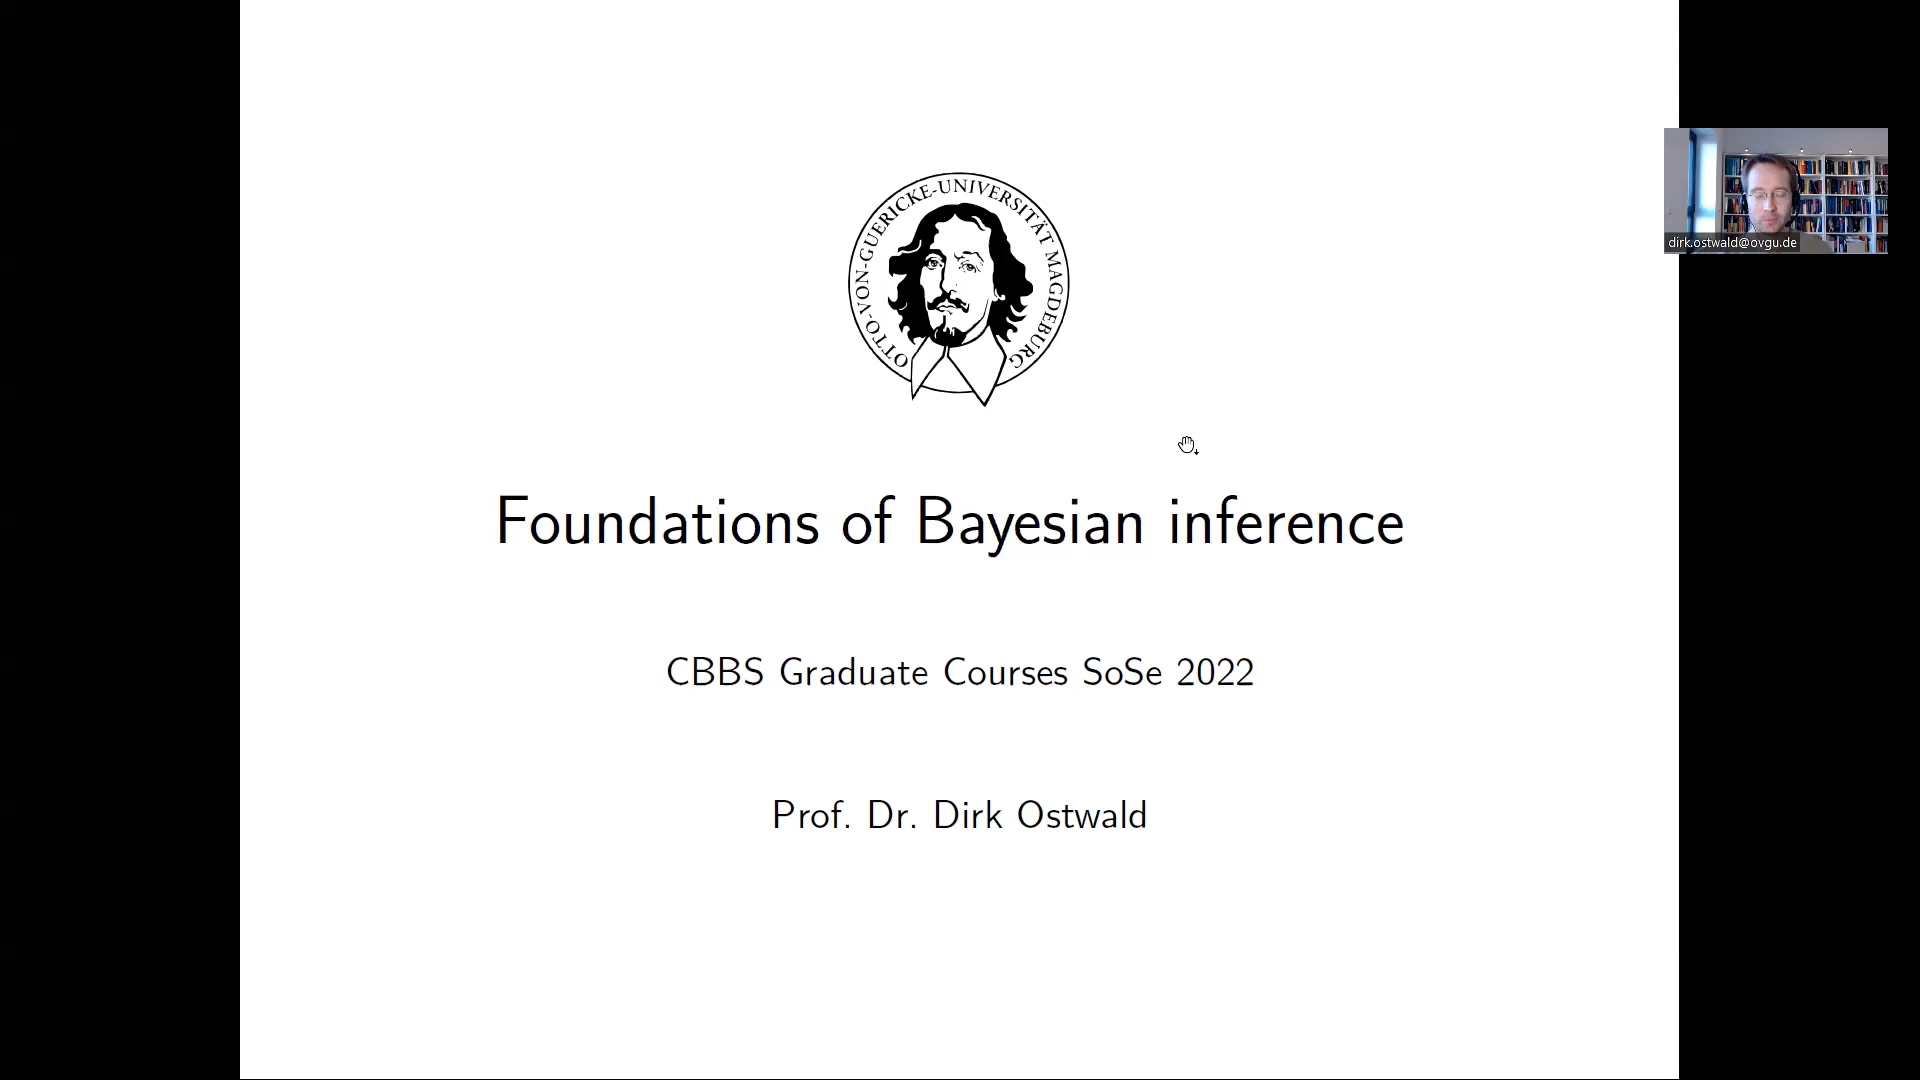 OTTO-VON-GUERICKE-UNIVERSITÄT MAGDEBURG
dirk.ostwald@ovgu.de
Foundations of Bayesian inference
CBBS Graduate Courses SoSe 2022
Prof. Dr. Dirk Ostwald